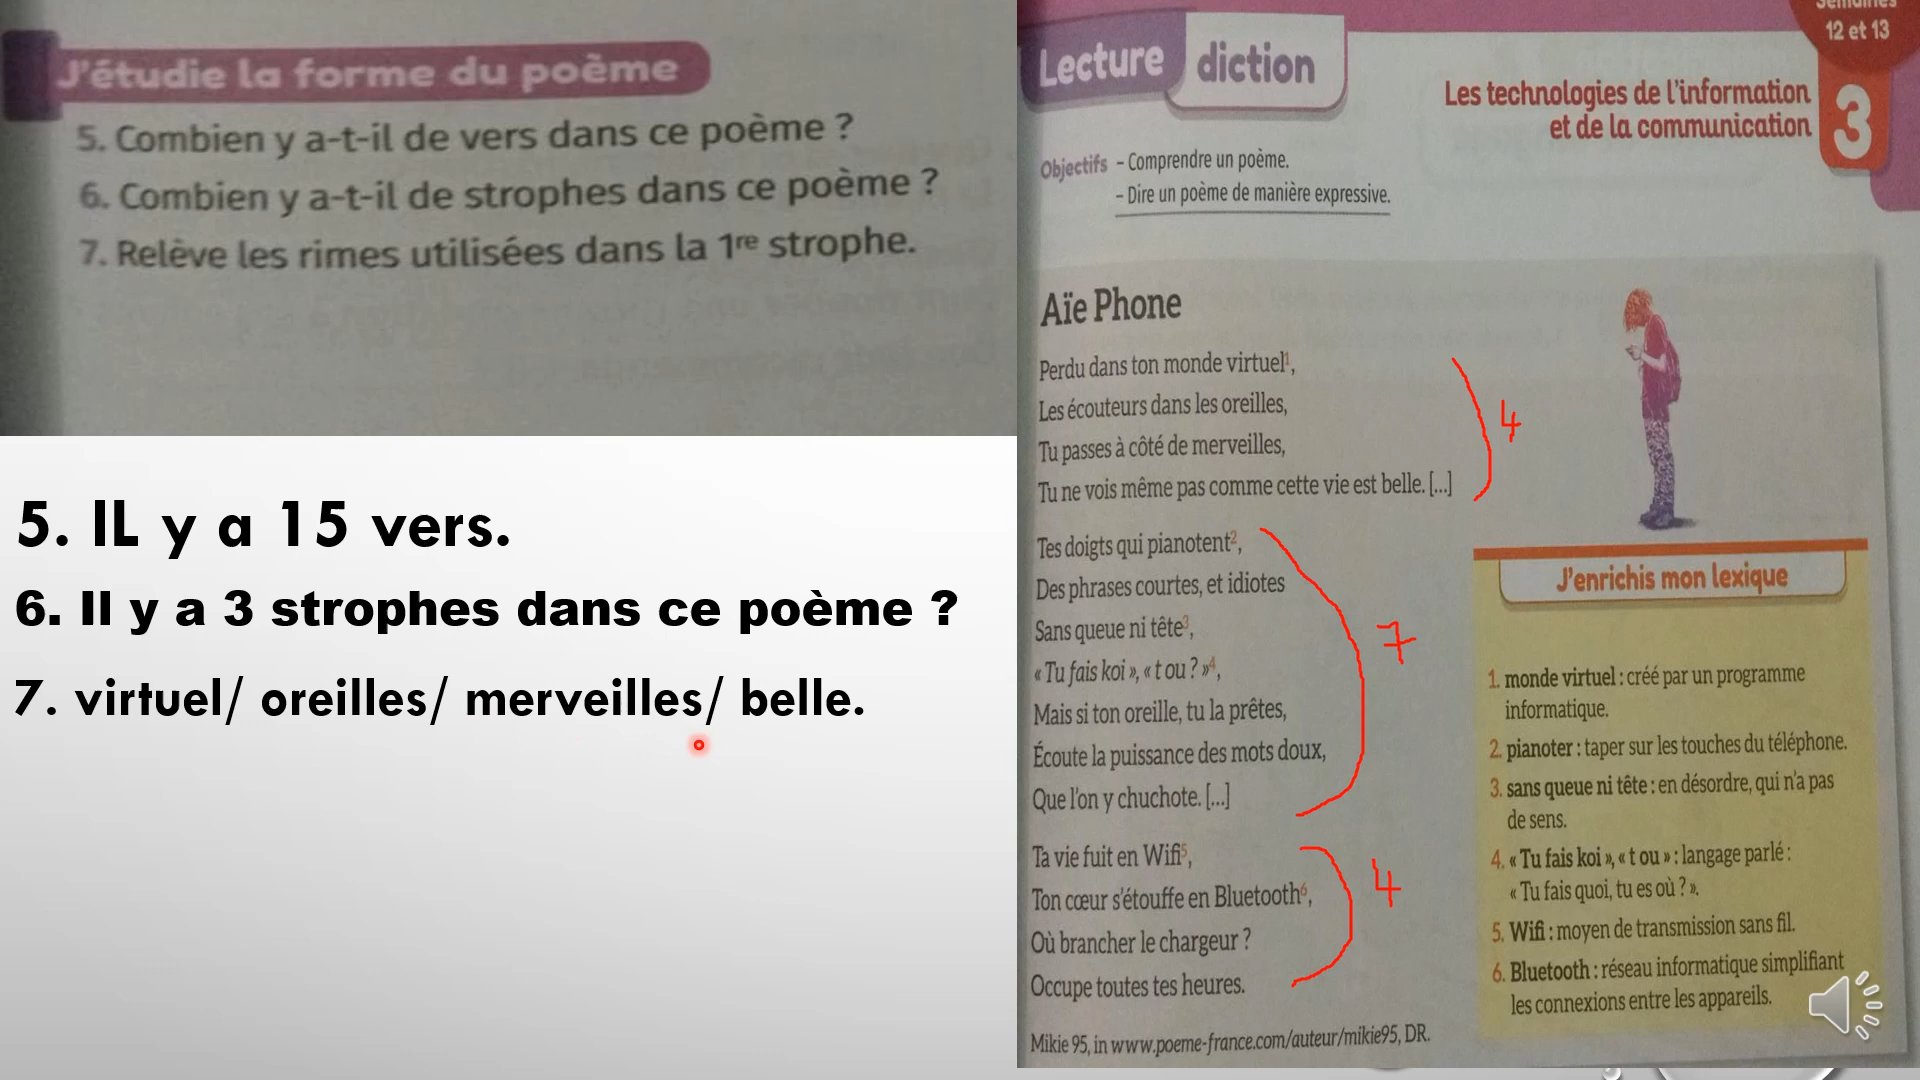 J'étudie la forme du poème
5. Combien y a-t-il de vers dans ce poème ?
6. Combien y a-t-il de strophes dans ce poème ?
7. Relève les rimes utilisées dans la 1re strophe.
5. IL y a 15 vers.
6. Il y a 3 strophes dans ce poème ?
7. virtuel/ oreilles/ merveilles/ belle.
Semaines
12 et 13
Lecture diction
Les technologies de l'information
et de la communication
3
Objectifs – Comprendre un poème.
– Dire un poème de manière expressive.
Aïe Phone
Perdu dans ton monde virtuel1,
Les écouteurs dans les oreilles,
Tu passes à côté de merveilles,
Tu ne vois même pas comme cette vie est belle. [...]
4
Tes doigts qui pianotent2,
Des phrases courtes, et idiotes
Sans queue ni tête3,
« Tu fais koi », « t ou ? »4,
Mais si ton oreille, tu la prêtes,
Écoute la puissance des mots doux,
Que l'on y chuchote. [...]
7
Ta vie fuit en Wifi5,
Ton cœur s'étouffe en Bluetooth6,
Où brancher le chargeur ?
Occupe toutes tes heures.
4
Mikie 95, in www.poeme-france.com/auteur/mikie95, DR.
J'enrichis mon lexique
1. monde virtuel : créé par un programme
informatique.
2. pianoter : taper sur les touches du téléphone.
3. sans queue ni tête : en désordre, qui n'a pas
de sens.
4. « Tu fais koi », « t ou » : langage parlé :
« Tu fais quoi, tu es où ? ».
5. Wifi : moyen de transmission sans fil.
6. Bluetooth : réseau informatique simplifiant
les connexions entre les appareils.